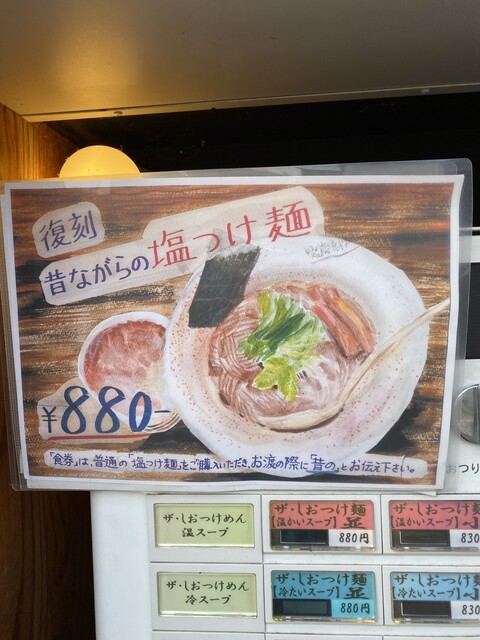 復刻
昔ながらの塩つけ麺
¥880-
「食券」は、普通の「塩つけ麺」をご購入いただき、お渡の際に「昔の」とお伝え下さい。
おつり
ザ・しおつけめん
温スープ
ザ・しおつけ麺
【温かいスープ】並
880円
ザ・しおつけ麺
【温かいスープ】小
830
ザ・しおつけめん
冷スープ
ザ・しおつけ麺
【冷たいスープ】並
880円
ザ・しおつけ麺
【冷たいスープ】小
830